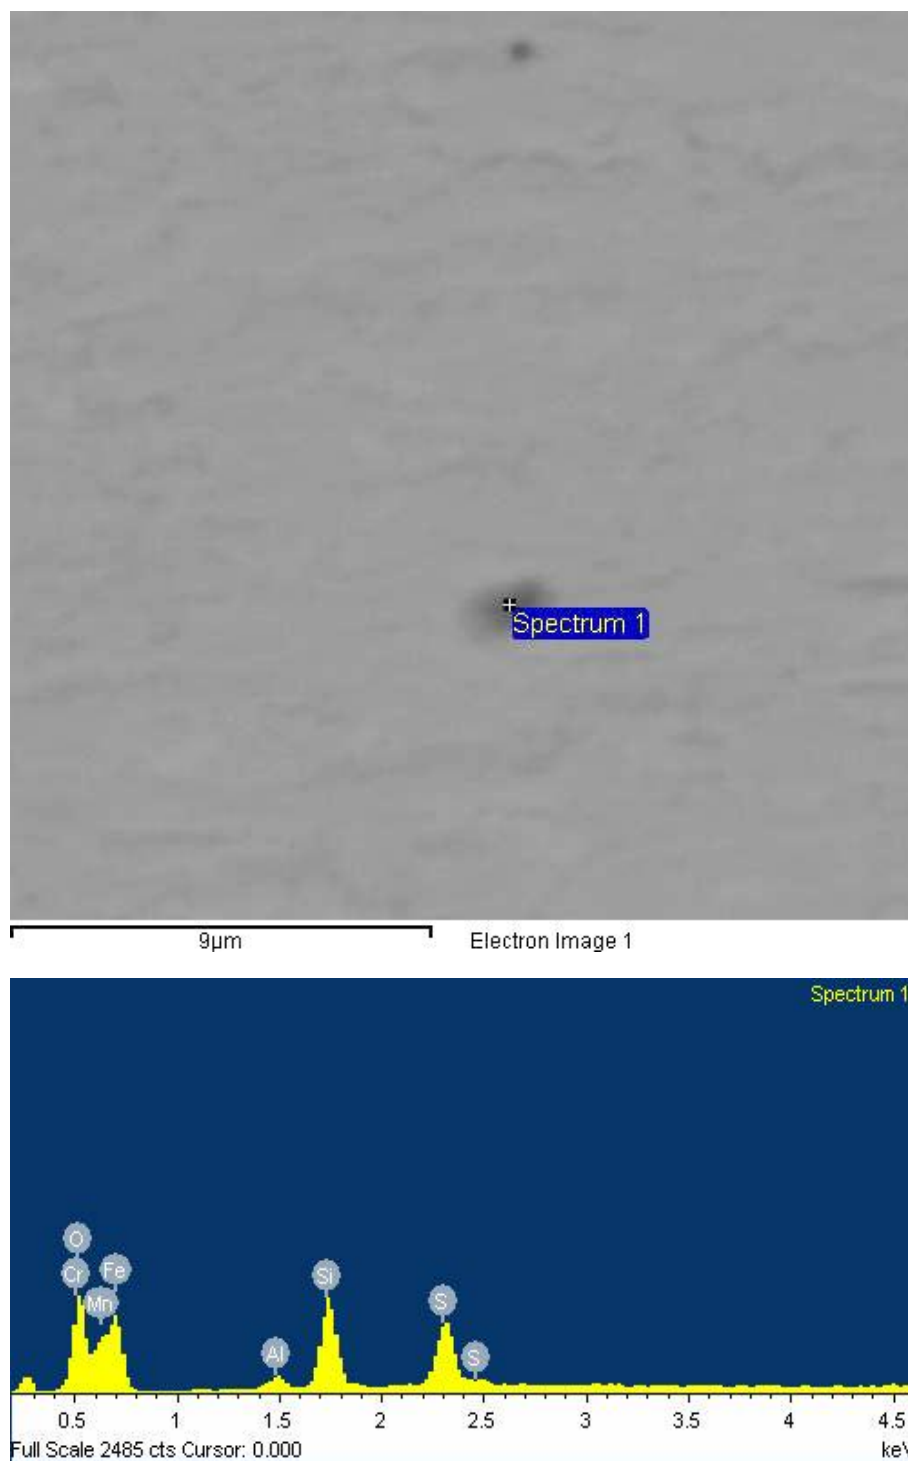 Spectrum 1
9µm Electron Image 1
Spectrum 1
O
Cr Fe
Mn
Al
Si
S
S
0.5 1 1.5 2 2.5 3 3.5 4 4.5
Full Scale 2485 cts Cursor: 0.000 keV